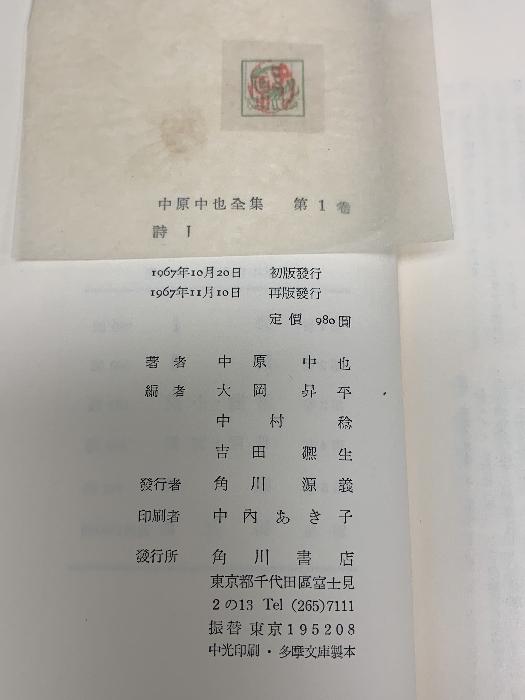 中原中也全集 第1卷
詩 I
1967年10月20日 初版發行
1967年11月10日 再版發行
定價 980圓
著者 中原中也
編者 大岡昇平
中村稔
吉田凞生
發行者 角川源義
印刷者 中內あき子
發行所 角川書店
東京都千代田區富士見
2の13 Tel (265)7111
振替 東京195208
中光印刷・多摩文庫製本